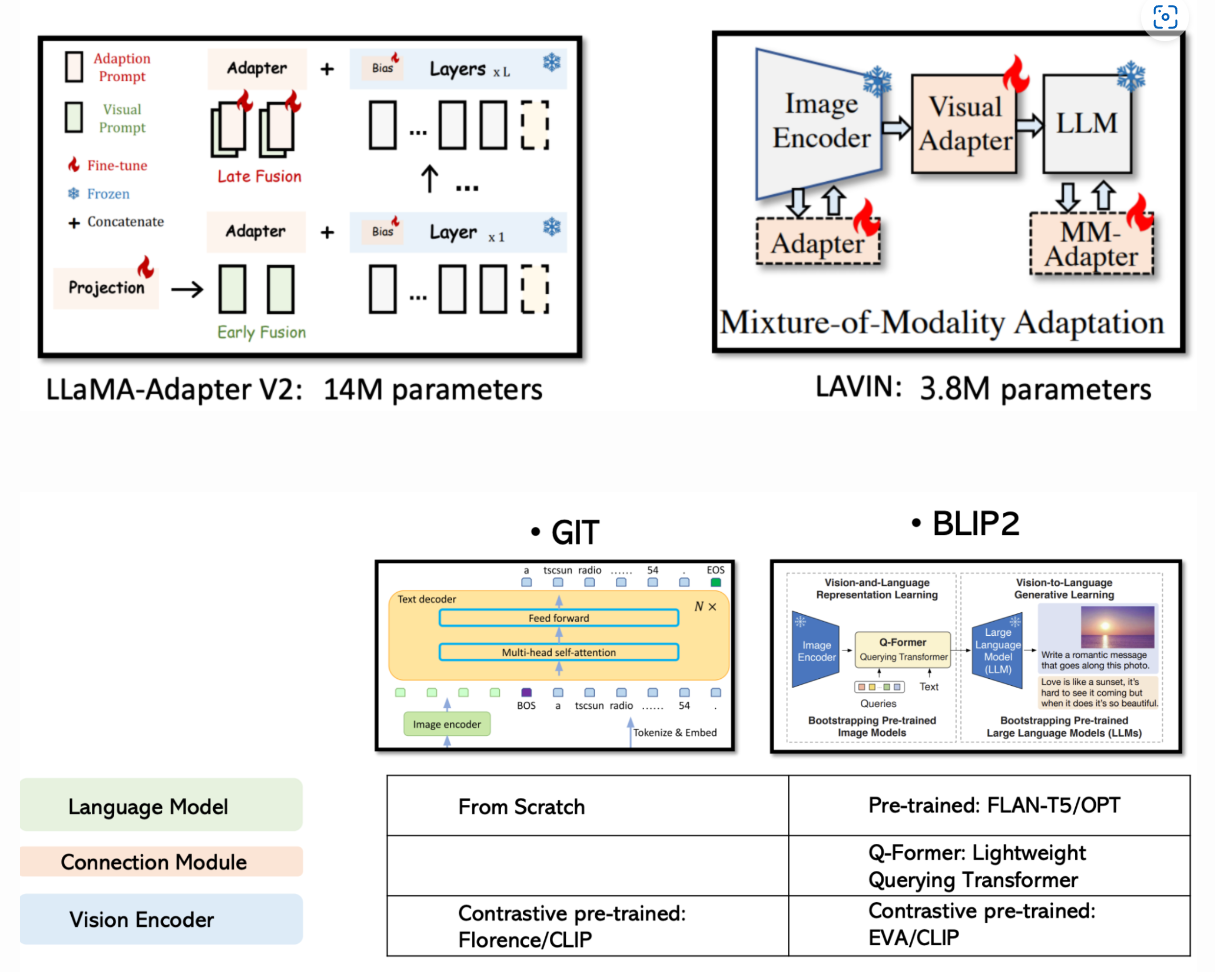 Adaption
Prompt
Visual
Prompt
Fine-tune
Frozen
+ Concatenate
Adapter + Bias Layers x L
...
Late Fusion
...
Adapter + Bias Layer x 1
Projection
...
Early Fusion
LLaMA-Adapter V2: 14M parameters
Image
Encoder
Visual
Adapter
LLM
Adapter
MM-
Adapter
Mixture-of-Modality Adaptation
LAVIN: 3.8M parameters
• GIT
a tscsun radio ...... 54 . EOS
Text decoder
N ×
Feed forward
Multi-head self-attention
BOS a tscsun radio ...... 54 .
Image encoder
Tokenize & Embed
• BLIP2
Vision-and-Language
Representation Learning
Vision-to-Language
Generative Learning
Image
Encoder
Q-Former
Querying Transformer
Queries
Text
Bootstrapping Pre-trained
Image Models
Large
Language
Model
(LLM)
Write a romantic message
that goes along this photo.
Love is like a sunset, it's
hard to see it coming but
when it does it's so beautiful.
Bootstrapping Pre-trained
Large Language Models (LLMs)
Language Model
From Scratch
Pre-trained: FLAN-T5/OPT
Connection Module
Q-Former: Lightweight
Querying Transformer
Vision Encoder
Contrastive pre-trained:
Florence/CLIP
Contrastive pre-trained:
EVA/CLIP